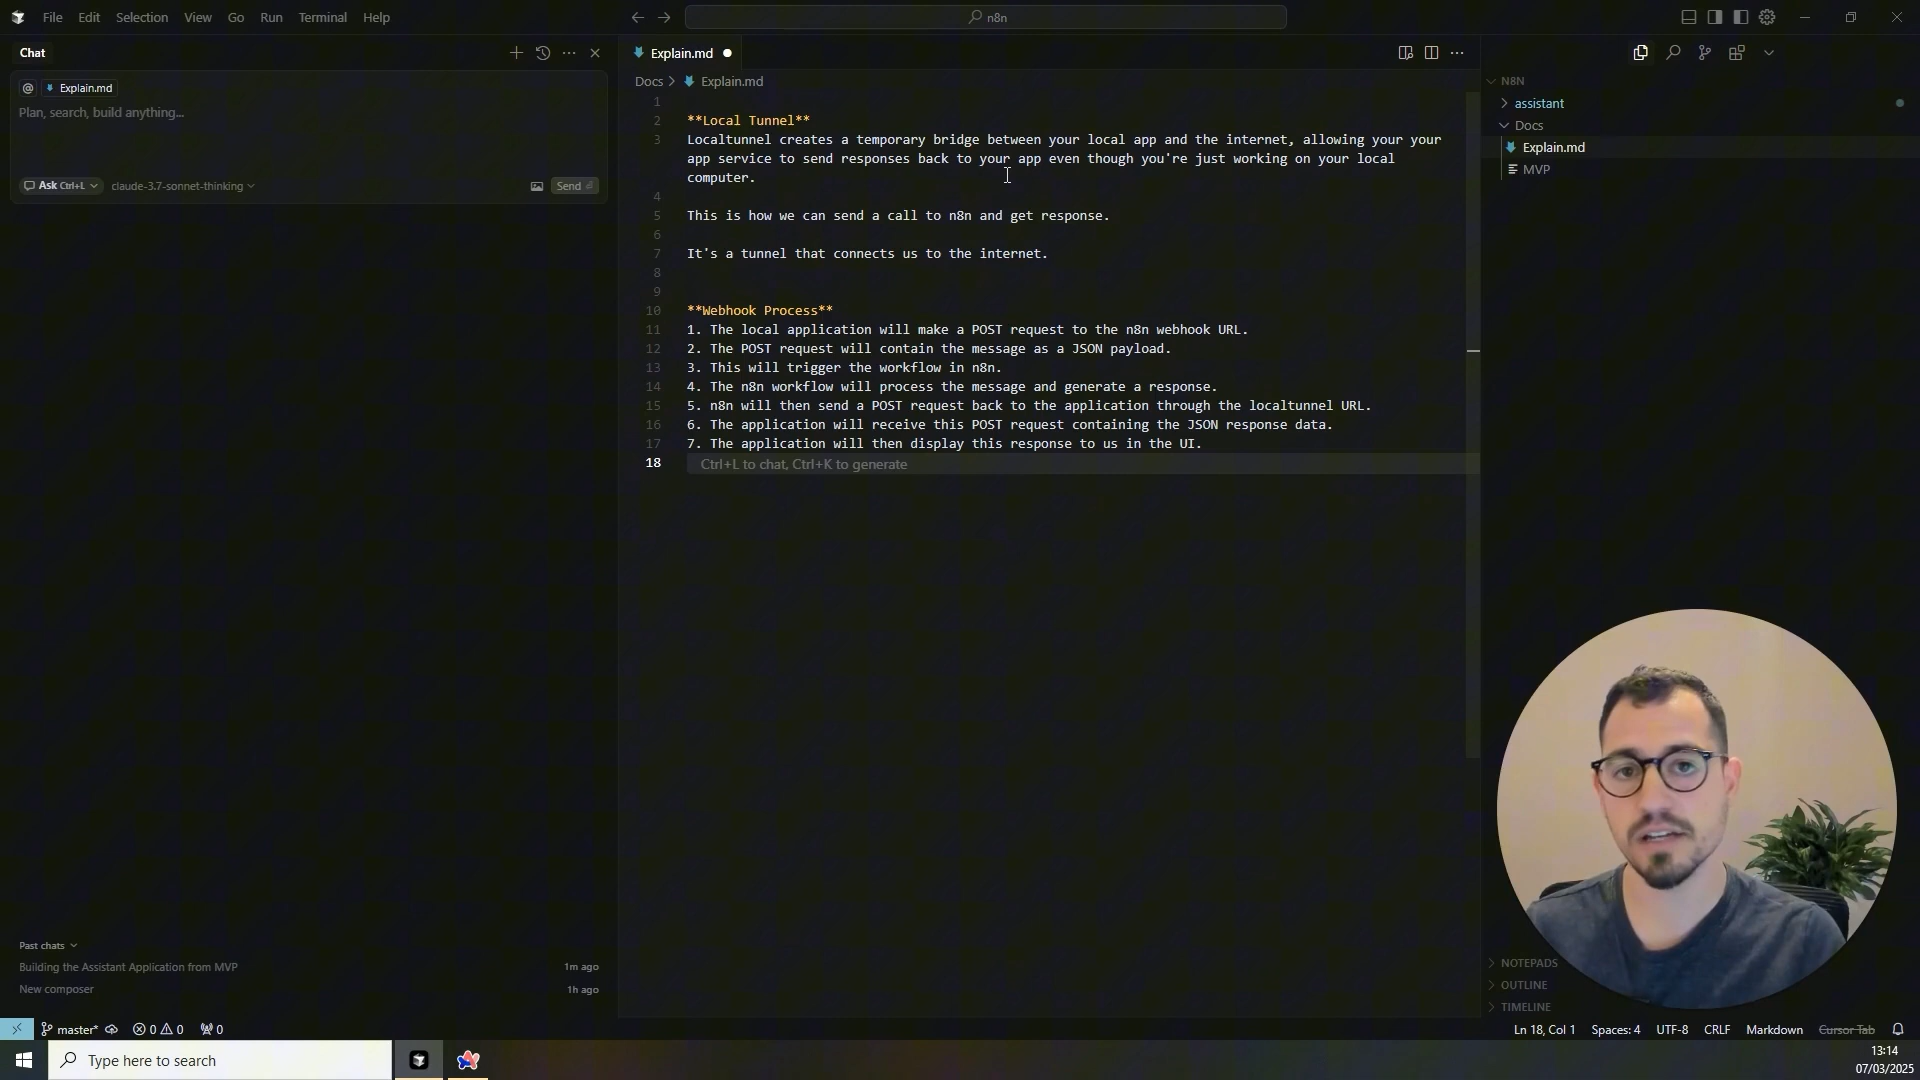 File Edit Selection View Go Run Terminal Help
n8n
Chat
@ Explain.md
Plan, search, build anything...
Ask Ctrl+L claude-3.7-sonnet-thinking Send
Past chats
Building the Assistant Application from MVP 1m ago
New composer 1h ago
Explain.md
Docs > Explain.md
1
2 **Local Tunnel**
3 Localtunnel creates a temporary bridge between your local app and the internet, allowing your your
app service to send responses back to your app even though you're just working on your local
computer.
4
5 This is how we can send a call to n8n and get response.
6
7 It's a tunnel that connects us to the internet.
8
9
10 **Webhook Process**
11 1. The local application will make a POST request to the n8n webhook URL.
12 2. The POST request will contain the message as a JSON payload.
13 3. This will trigger the workflow in n8n.
14 4. The n8n workflow will process the message and generate a response.
15 5. n8n will then send a POST request back to the application through the localtunnel URL.
16 6. The application will receive this POST request containing the JSON response data.
17 7. The application will then display this response to us in the UI.
18 Ctrl+L to chat, Ctrl+K to generate
N8N
assistant
Docs
Explain.md
MVP
NOTEPADS
OUTLINE
TIMELINE
master* 0 0 0
Ln 18, Col 1 Spaces: 4 UTF-8 CRLF Markdown Cursor Tab
Type here to search
13:14
07/03/2025